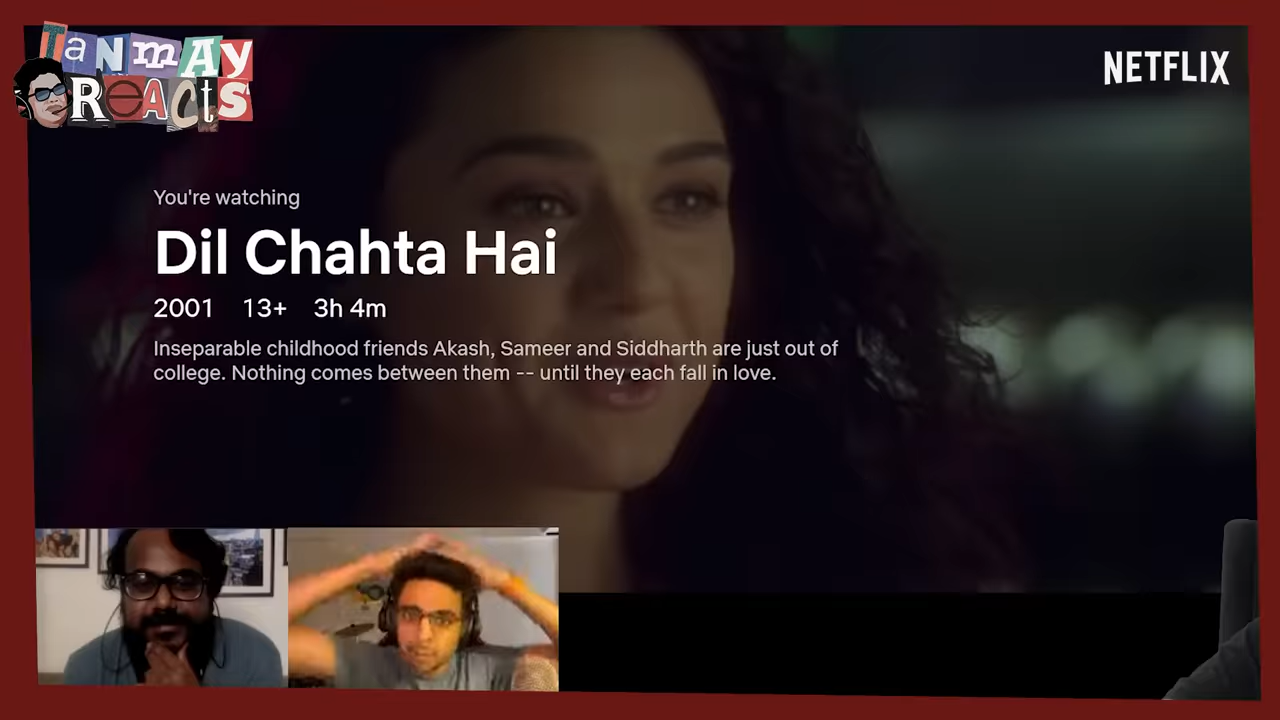 TaNmAy
ReACtS
NETFLIX
You're watching
Dil Chahta Hai
2001 13+ 3h 4m
Inseparable childhood friends Akash, Sameer and Siddharth are just out of
college. Nothing comes between them -- until they each fall in love.